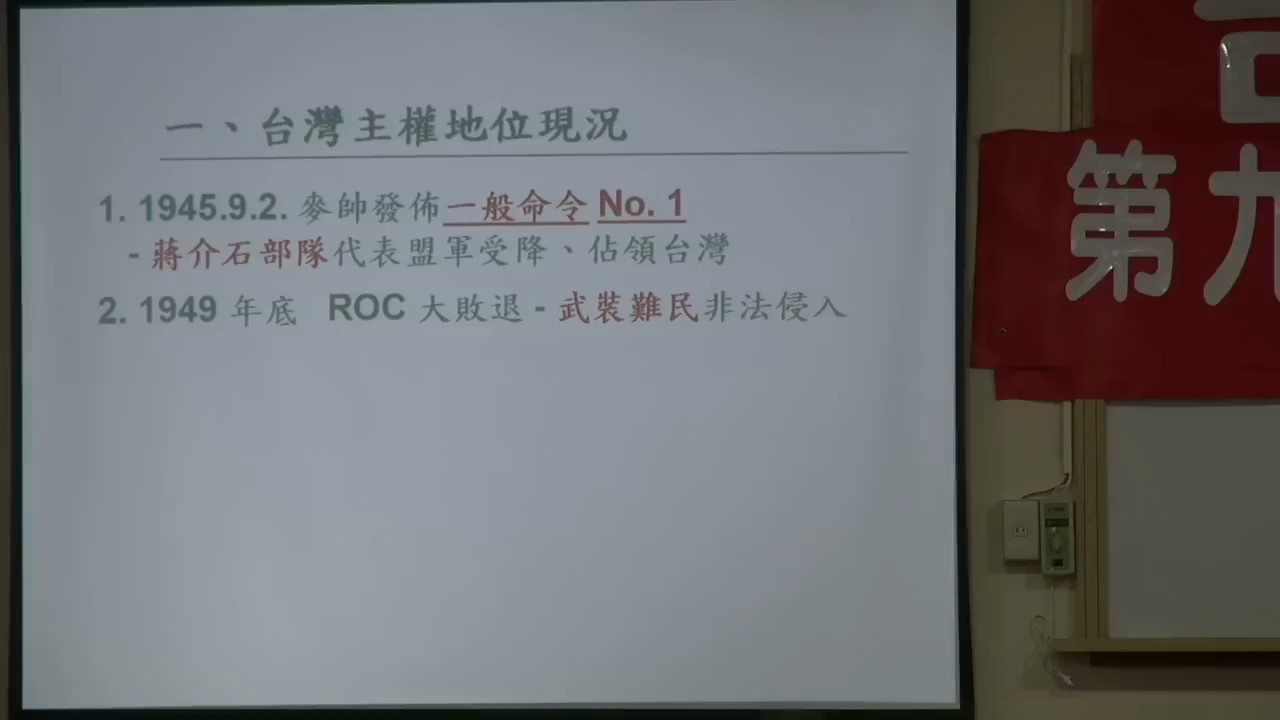 一、台灣主權地位現況
1. 1945.9.2. 麥帥發佈一般命令 No. 1
- 蔣介石部隊代表盟軍受降、佔領台灣
2. 1949 年底 ROC 大敗退 - 武裝難民非法侵入
第九